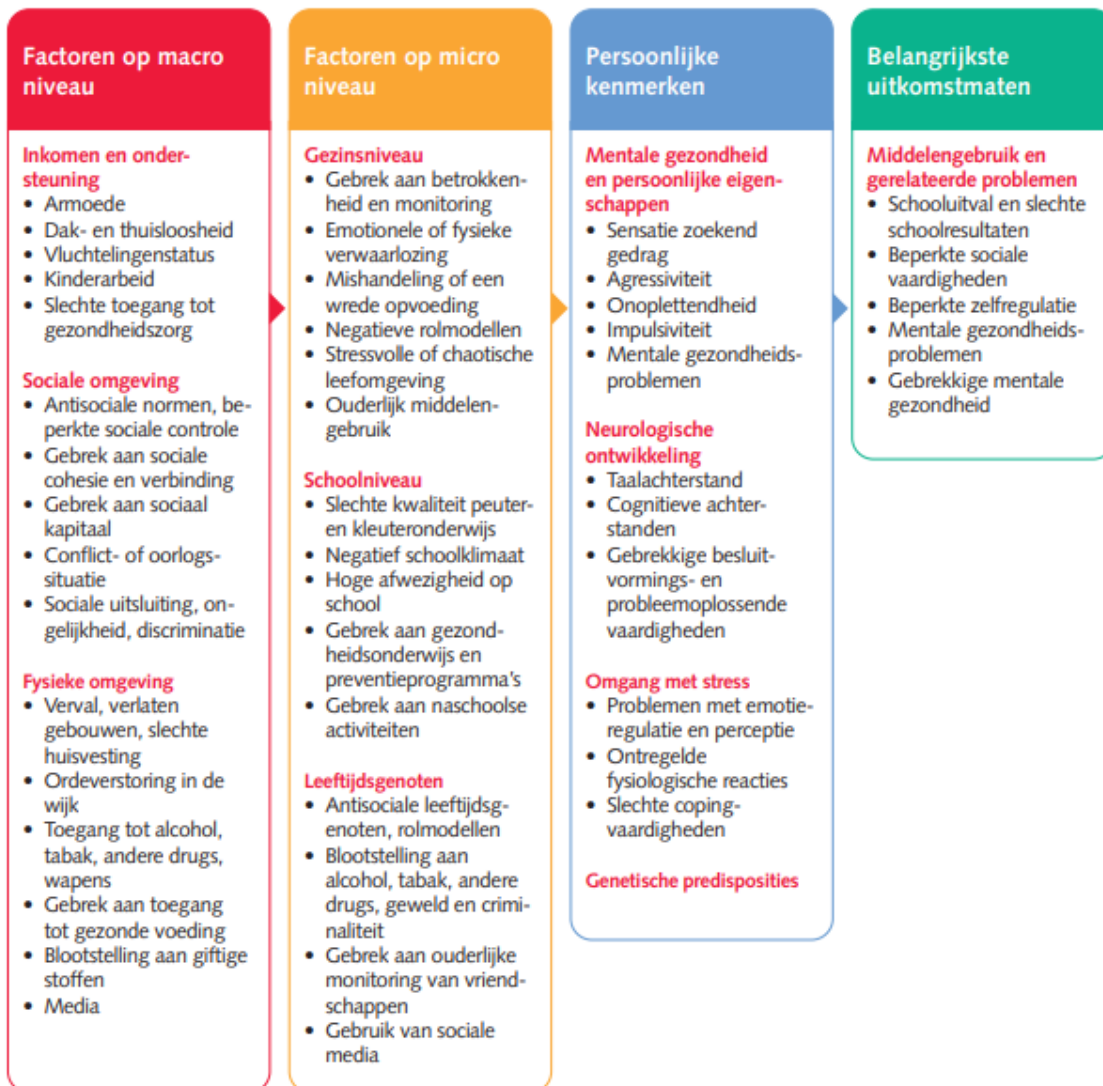 Factoren op macro
niveau
Inkomen en onder-
steuning
• Armoede
• Dak- en thuisloosheid
• Vluchtelingenstatus
• Kinderarbeid
• Slechte toegang tot
gezondheidszorg
Sociale omgeving
• Antisociale normen, be-
perkte sociale controle
• Gebrek aan sociale
cohesie en verbinding
• Gebrek aan sociaal
kapitaal
• Conflict- of oorlogs-
situatie
• Sociale uitsluiting, on-
gelijkheid, discriminatie
Fysieke omgeving
• Verval, verlaten
gebouwen, slechte
huisvesting
• Ordeverstoring in de
wijk
• Toegang tot alcohol,
tabak, andere drugs,
wapens
• Gebrek aan toegang
tot gezonde voeding
• Blootstelling aan giftige
stoffen
• Media
Factoren op micro
niveau
Gezinsniveau
• Gebrek aan betrokken-
heid en monitoring
• Emotionele of fysieke
verwaarlozing
• Mishandeling of een
wrede opvoeding
• Negatieve rolmodellen
• Stressvolle of chaotische
leefomgeving
• Ouderlijk middelen-
gebruik
Schoolniveau
• Slechte kwaliteit peuter-
en kleuteronderwijs
• Negatief schoolklimaat
• Hoge afwezigheid op
school
• Gebrek aan gezond-
heidsonderwijs en
preventieprogramma's
• Gebrek aan naschoolse
activiteiten
Leeftijdsgenoten
• Antisociale leeftijdsg-
enoten, rolmodellen
• Blootstelling aan
alcohol, tabak, andere
drugs, geweld en crimi-
naliteit
• Gebrek aan ouderlijke
monitoring van vriend-
schappen
• Gebruik van sociale
media
Persoonlijke
kenmerken
Mentale gezondheid
en persoonlijke eigen-
schappen
• Sensatie zoekend
gedrag
• Agressiviteit
• Onoplettendheid
• Impulsiviteit
• Mentale gezondheids-
problemen
Neurologische
ontwikkeling
• Taalachterstand
• Cognitieve achter-
standen
• Gebrekkige besluit-
vormings- en
probleemoplossende
vaardigheden
Omgang met stress
• Problemen met emotie-
regulatie en perceptie
• Ontregelde
fysiologische reacties
• Slechte coping-
vaardigheden
Genetische predisposities
Belangrijkste
uitkomstmaten
Middelengebruik en
gerelateerde problemen
• Schooluitval en slechte
schoolresultaten
• Beperkte sociale
vaardigheden
• Beperkte zelfregulatie
• Mentale gezondheids-
problemen
• Gebrekkige mentale
gezondheid